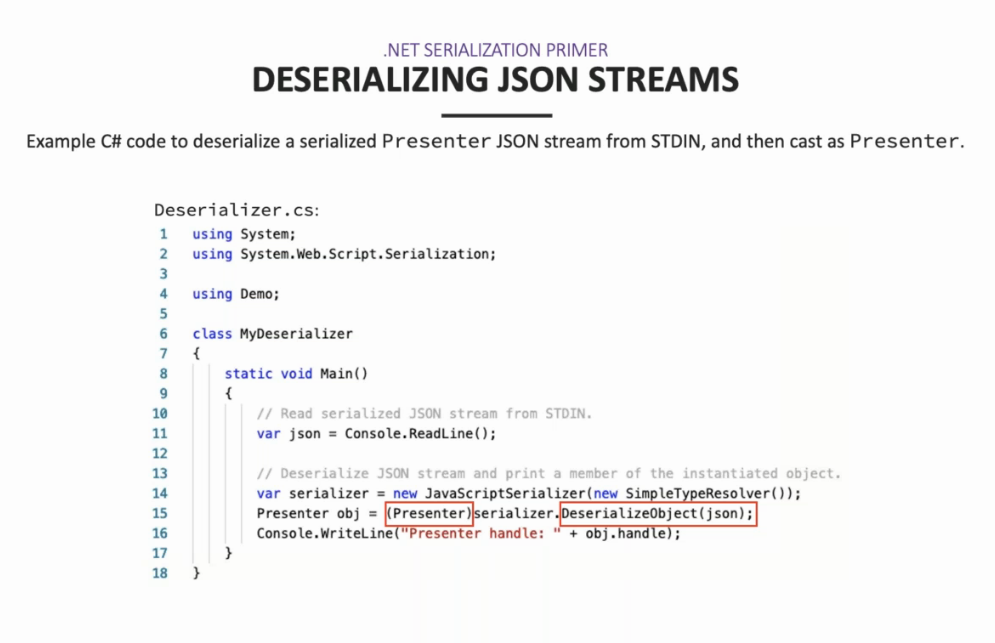 .NET SERIALIZATION PRIMER
DESERIALIZING JSON STREAMS
Example C# code to deserialize a serialized Presenter JSON stream from STDIN, and then cast as Presenter.
Deserializer.cs:
1 using System;
2 using System.Web.Script.Serialization;
3
4 using Demo;
5
6 class MyDeserializer
7 {
8 static void Main()
9 {
10 // Read serialized JSON stream from STDIN.
11 var json = Console.ReadLine();
12
13 // Deserialize JSON stream and print a member of the instantiated object.
14 var serializer = new JavaScriptSerializer(new SimpleTypeResolver());
15 Presenter obj = (Presenter)serializer.DeserializeObject(json);
16 Console.WriteLine("Presenter handle: " + obj.handle);
17 }
18 }